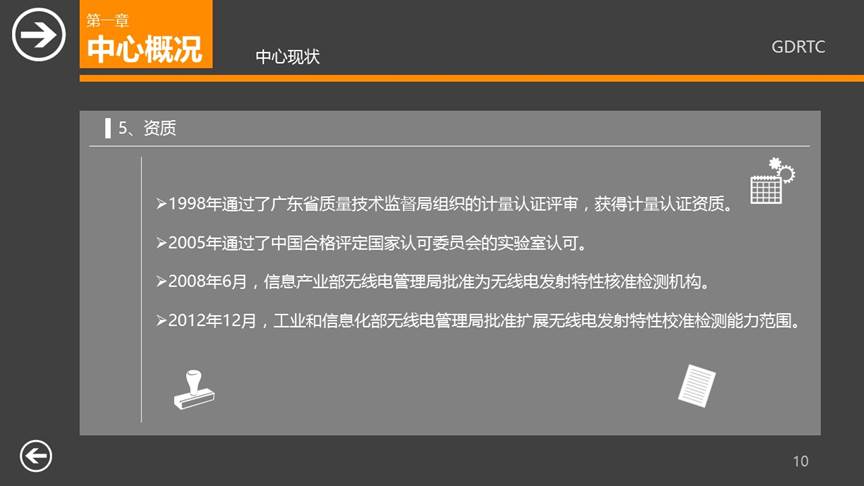 第一章
中心概况
中心现状
GDRTC
5、资质
➢1998年通过了广东省质量技术监督局组织的计量认证评审，获得计量认证资质。
➢2005年通过了中国合格评定国家认可委员会的实验室认可。
➢2008年6月，信息产业部无线电管理局批准为无线电发射特性核准检测机构。
➢2012年12月，工业和信息化部无线电管理局批准扩展无线电发射特性校准检测能力范围。
10